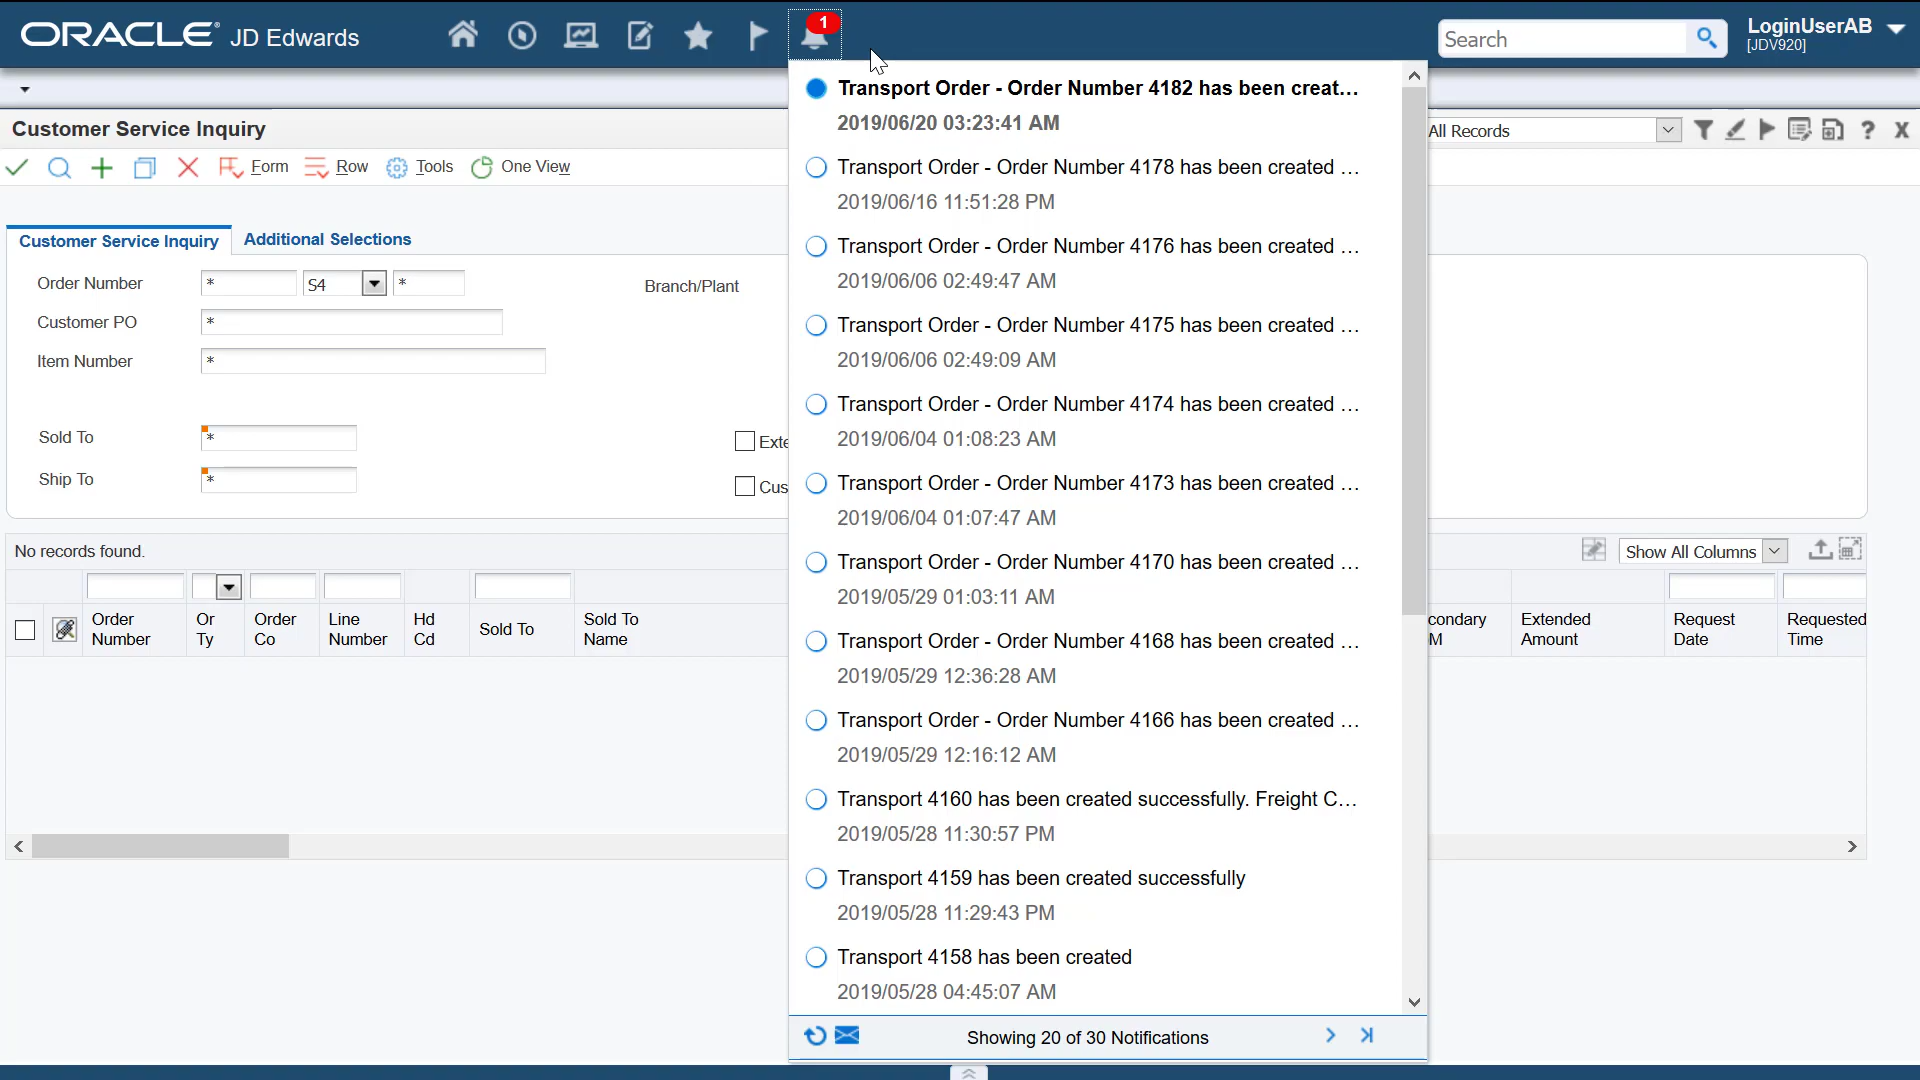 ORACLE JD Edwards
1
Search
LoginUserAB
[JDV920]
Customer Service Inquiry
All Records
Form
Row
Tools
One View
Customer Service Inquiry
Additional Selections
Order Number * S4 *
Branch/Plant
Customer PO *
Item Number *
Sold To *
Exte
Ship To *
Cus
No records found.
Show All Columns
Order Number
Or Ty
Order Co
Line Number
Hd Cd
Sold To
Sold To Name
condary M
Extended Amount
Request Date
Requested Time
Transport Order - Order Number 4182 has been creat...
2019/06/20 03:23:41 AM
Transport Order - Order Number 4178 has been created ...
2019/06/16 11:51:28 PM
Transport Order - Order Number 4176 has been created ...
2019/06/06 02:49:47 AM
Transport Order - Order Number 4175 has been created ...
2019/06/06 02:49:09 AM
Transport Order - Order Number 4174 has been created ...
2019/06/04 01:08:23 AM
Transport Order - Order Number 4173 has been created ...
2019/06/04 01:07:47 AM
Transport Order - Order Number 4170 has been created ...
2019/05/29 01:03:11 AM
Transport Order - Order Number 4168 has been created ...
2019/05/29 12:36:28 AM
Transport Order - Order Number 4166 has been created ...
2019/05/29 12:16:12 AM
Transport 4160 has been created successfully. Freight C...
2019/05/28 11:30:57 PM
Transport 4159 has been created successfully
2019/05/28 11:29:43 PM
Transport 4158 has been created
2019/05/28 04:45:07 AM
Showing 20 of 30 Notifications